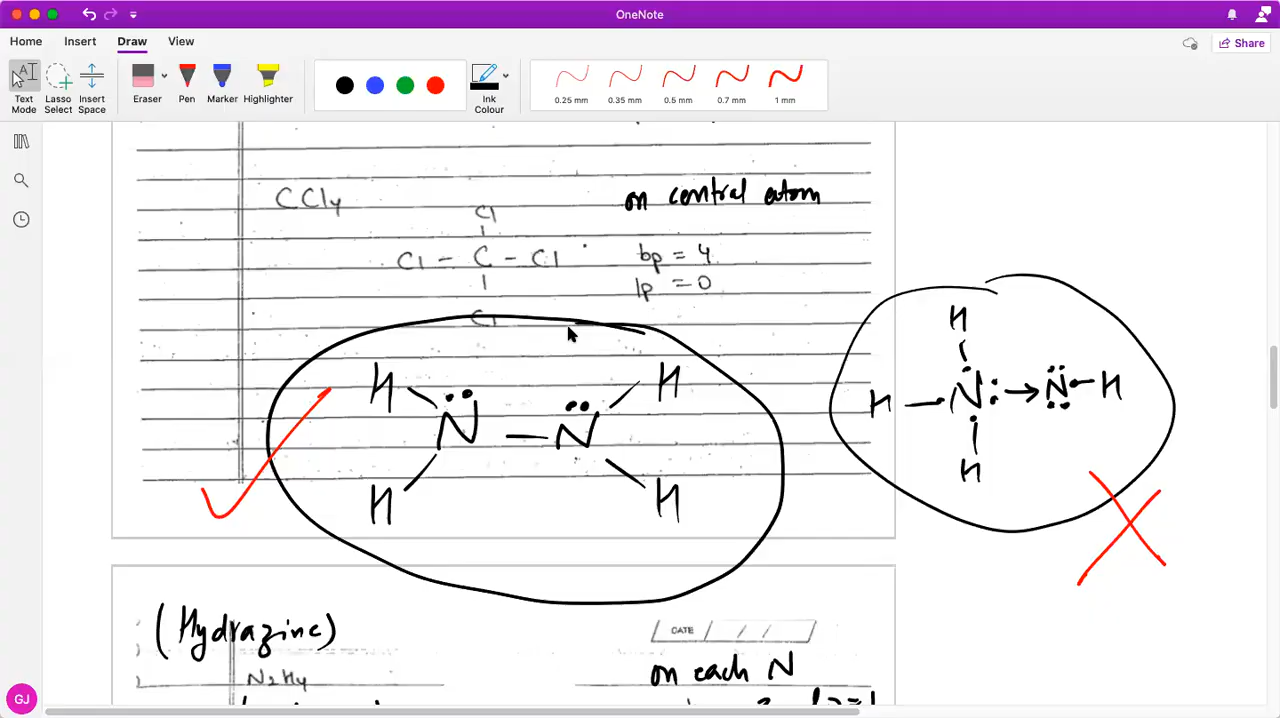 OneNote
Home Insert Draw View
Share
Text Mode
Lasso Select
Insert Space
Eraser
Pen
Marker
Highlighter
Ink Colour
0.25 mm
0.35 mm
0.5 mm
0.7 mm
1 mm
CCl4
on central atom
Cl
Cl - C - Cl
bp = 4
lp = 0
Cl
H H
N - N
H H
H
H - N → N - H
H
(Hydrazine)
DATE
N2H4
on each N
GJ